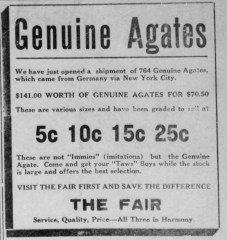 Genuine Agates
We have just opened a shipment of 764 Genuine Agates,
which came from Germany via New York City.
$141.00 WORTH OF GENUINE AGATES FOR $70.50
These are various sizes and have been graded to sell at
5c 10c 15c 25c
These are not "Immies" (imitations) but the Genuine
Agate. Come and get your "Taws" Boys while the stock
is large and offers the best selection.
VISIT THE FAIR FIRST AND SAVE THE DIFFERENCE
THE FAIR
Service, Quality, Price—All Three in Harmony.